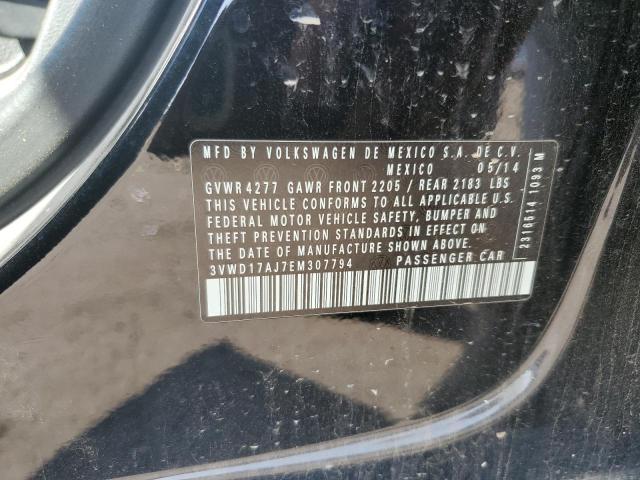 MFD BY VOLKSWAGEN DE MEXICO S.A. DE C.V.
MEXICO 05/14
GVWR 4277 GAWR FRONT 2205 / REAR 2183 LBS
THIS VEHICLE CONFORMS TO ALL APPLICABLE U.S.
FEDERAL MOTOR VEHICLE SAFETY, BUMPER AND
THEFT PREVENTION STANDARDS IN EFFECT ON
THE DATE OF MANUFACTURE SHOWN ABOVE.
3VWD17AJ7EM307794 PASSENGER CAR
2316514 1093 M